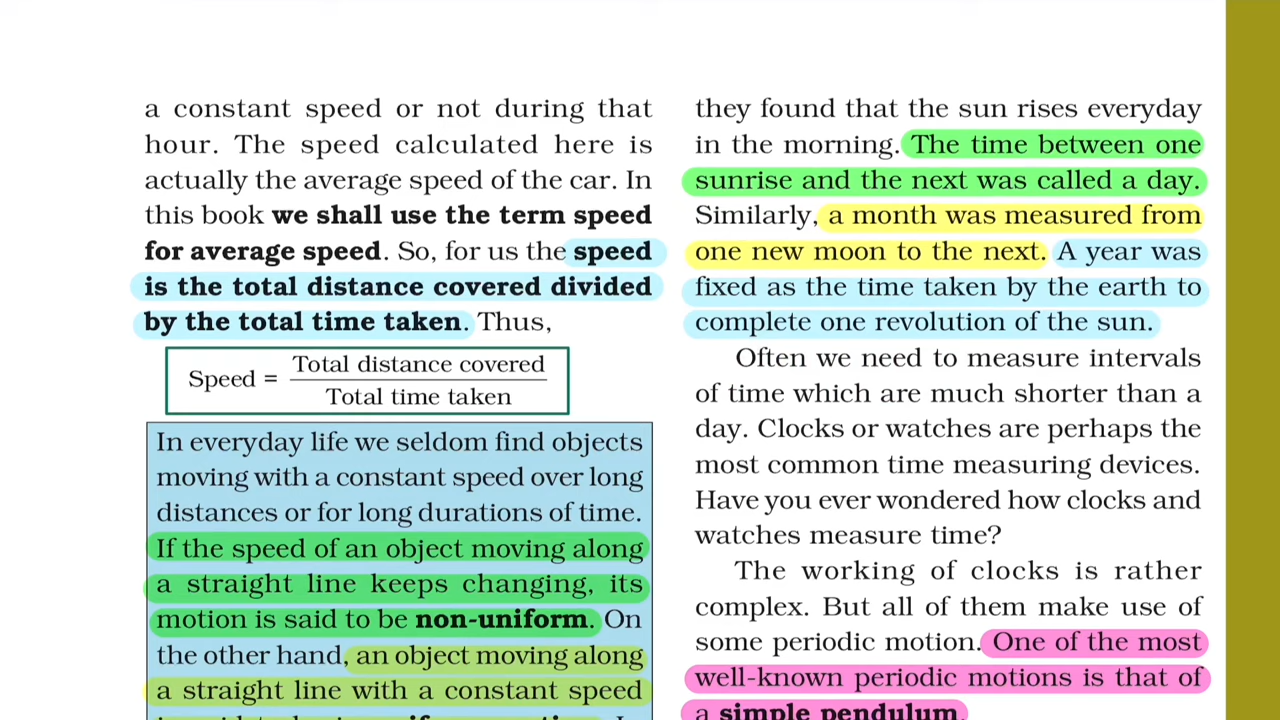 a constant speed or not during that
hour. The speed calculated here is
actually the average speed of the car. In
this book we shall use the term speed
for average speed. So, for us the speed
is the total distance covered divided
by the total time taken. Thus,
Speed = Total distance covered
Total time taken
In everyday life we seldom find objects
moving with a constant speed over long
distances or for long durations of time.
If the speed of an object moving along
a straight line keeps changing, its
motion is said to be non-uniform. On
the other hand, an object moving along
a straight line with a constant speed
they found that the sun rises everyday
in the morning. The time between one
sunrise and the next was called a day.
Similarly, a month was measured from
one new moon to the next. A year was
fixed as the time taken by the earth to
complete one revolution of the sun.
Often we need to measure intervals
of time which are much shorter than a
day. Clocks or watches are perhaps the
most common time measuring devices.
Have you ever wondered how clocks and
watches measure time?
The working of clocks is rather
complex. But all of them make use of
some periodic motion. One of the most
well-known periodic motions is that of
a simple pendulum.